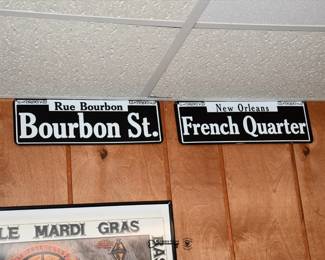 Rue Bourbon
Bourbon St.
New Orleans
French Quarter
LE MARDI GRAS